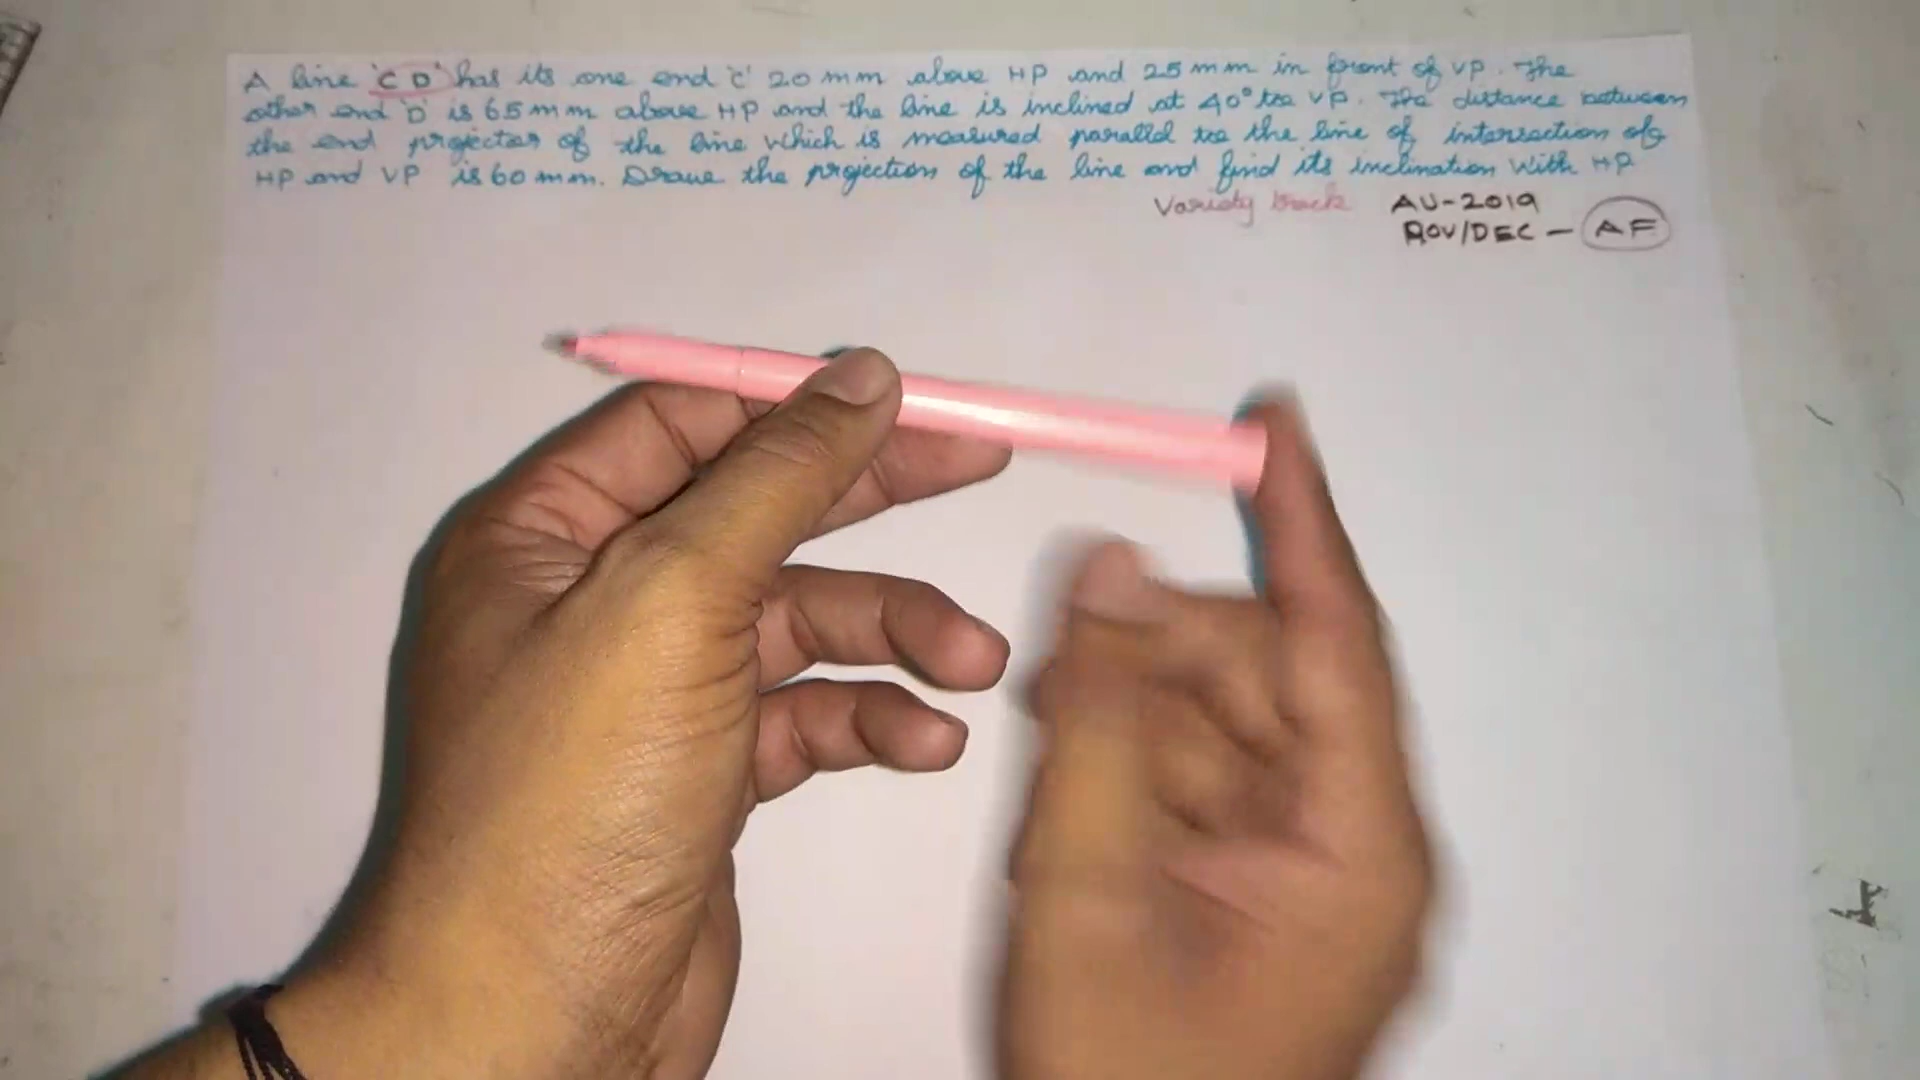 A line 'CD' has its one end 'c' 20 mm above HP and 25 mm in front of VP. The
other end 'D' is 65 mm above HP and the line is inclined at 40° to VP. The distance between
the end projector of the line which is measured parallel to the line of intersection of
HP and VP is 60 mm. Draw the projection of the line and find its inclination with HP
Variety track AU-2019
NOV/DEC - AF